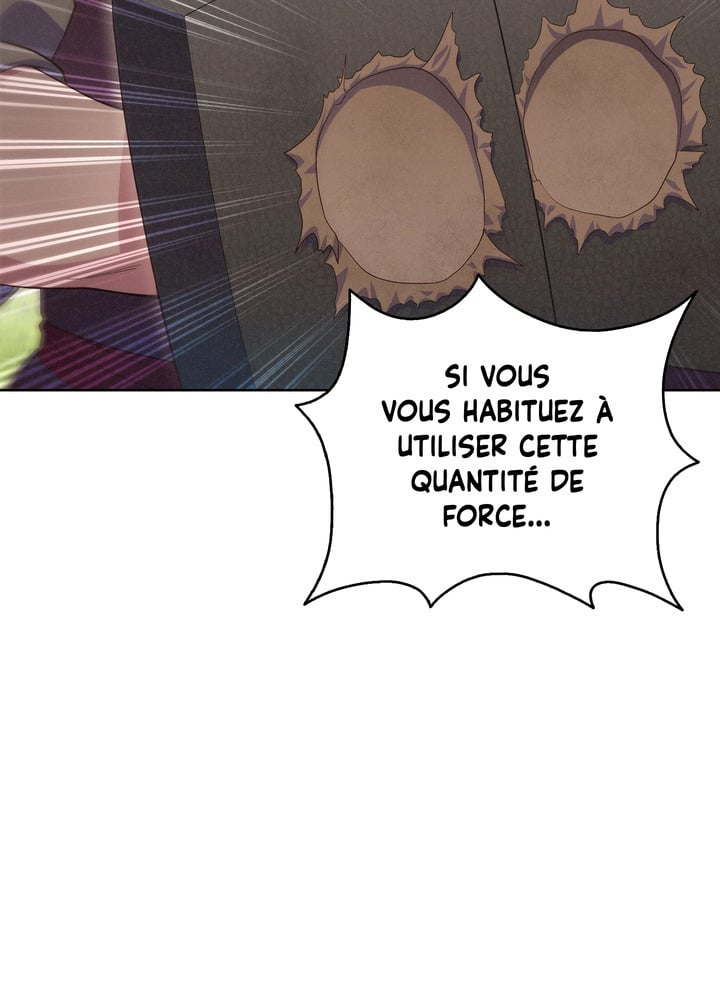 SI VOUS
VOUS HABITUEZ À
UTILISER CETTE
QUANTITÉ DE
FORCE...